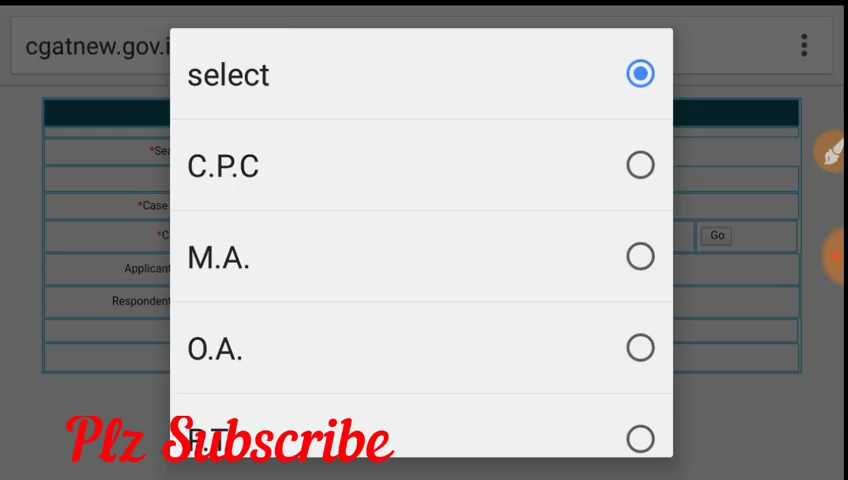 cgatnew.gov.i
select
C.P.C
M.A.
O.A.
P.T
*Sea
*Case
*C
Go
Applicant
Respondent
Plz Subscribe